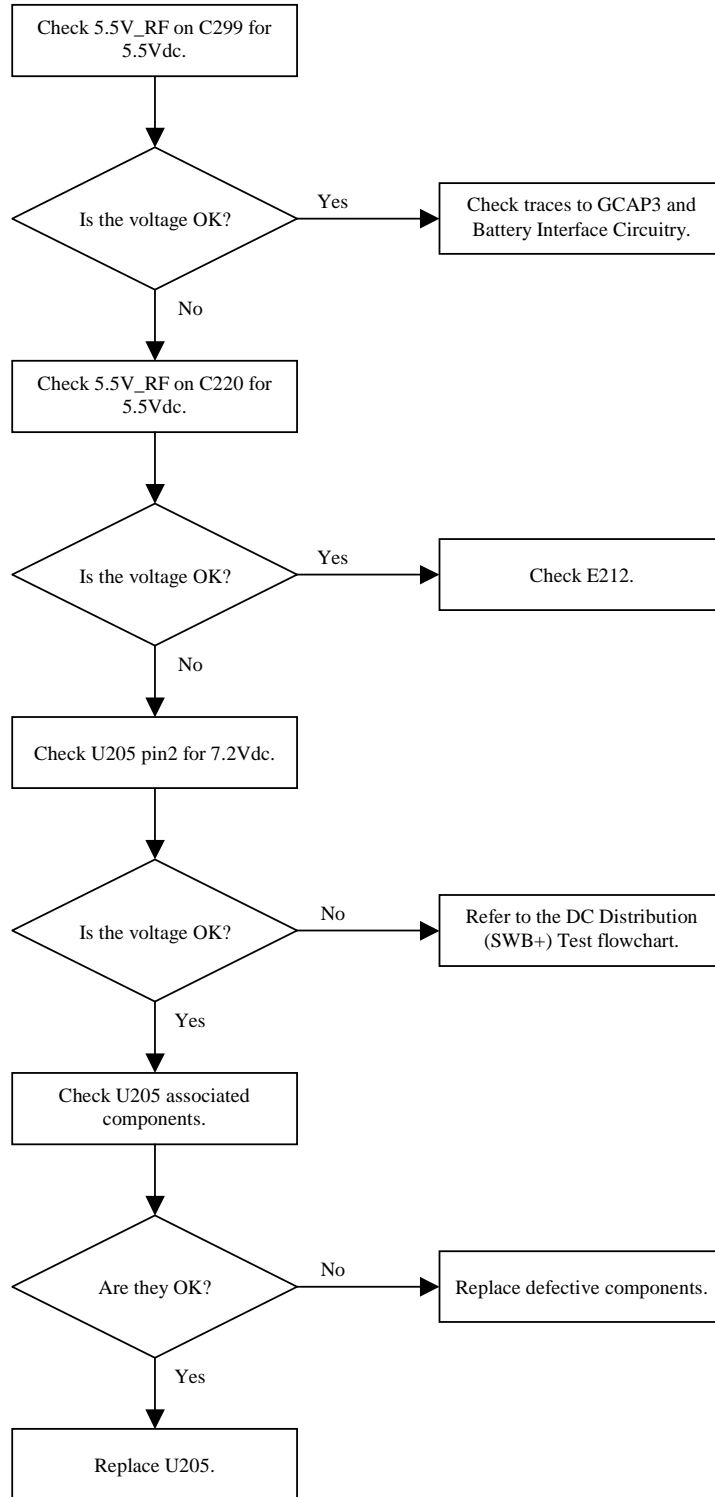 Check 5.5V_RF on C299 for
5.5Vdc.
Is the voltage OK?
Yes
Check traces to GCAP3 and
Battery Interface Circuitry.
No
Check 5.5V_RF on C220 for
5.5Vdc.
Is the voltage OK?
Yes
Check E212.
No
Check U205 pin2 for 7.2Vdc.
Is the voltage OK?
No
Refer to the DC Distribution
(SWB+) Test flowchart.
Yes
Check U205 associated
components.
Are they OK?
No
Replace defective components.
Yes
Replace U205.